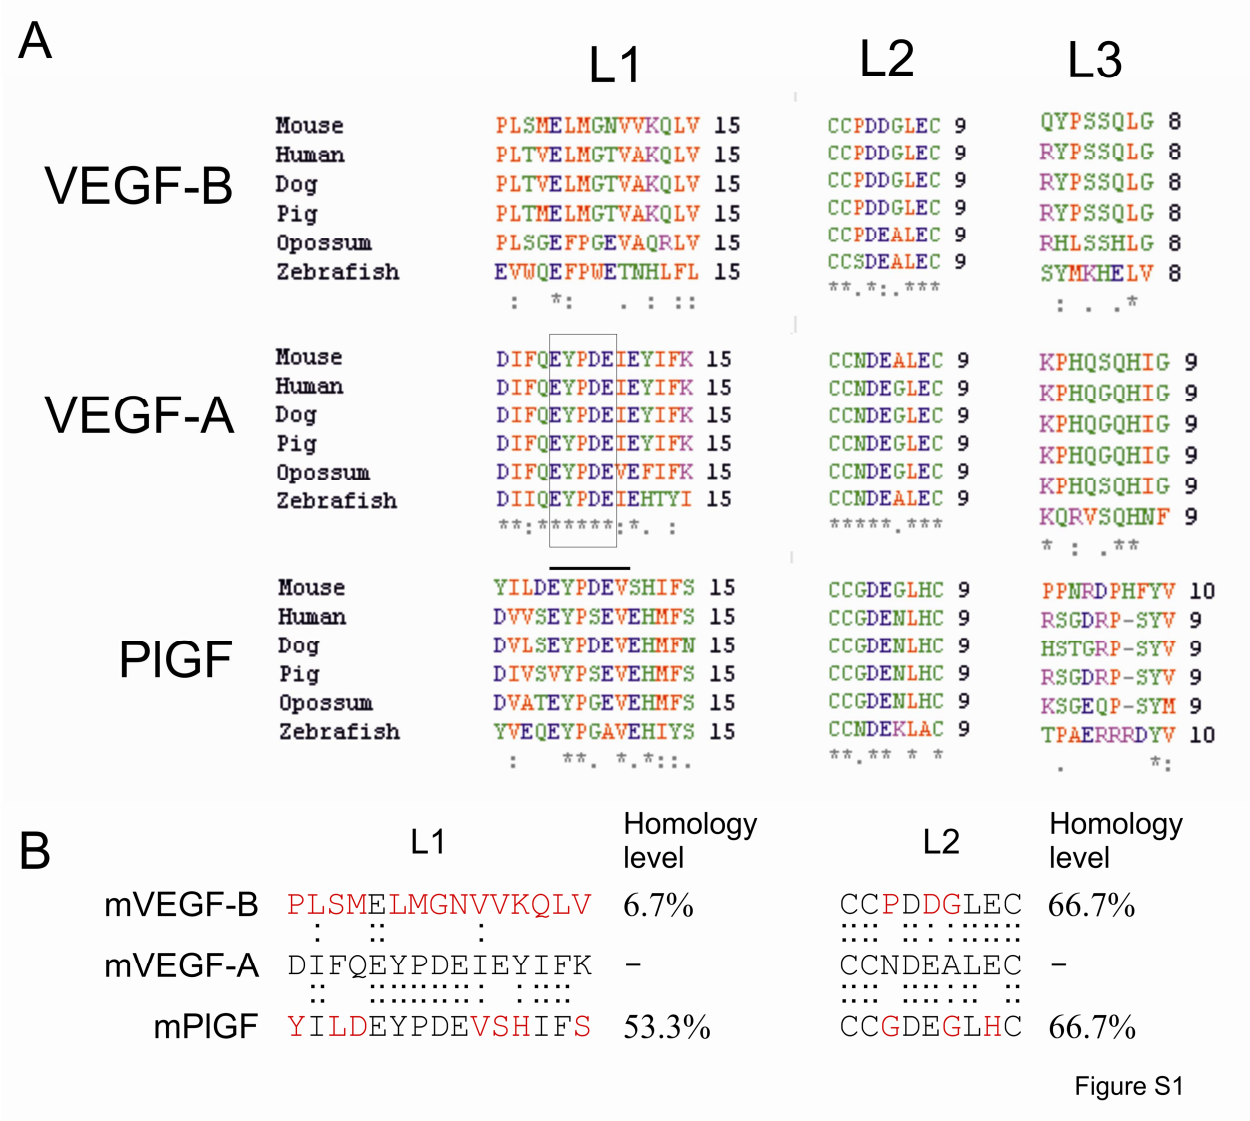 A
L1 L2 L3
VEGF-B
Mouse PLSMELMGNVVKQLV 15 CCPDDGLEC 9 QYPSSQLG 8
Human PLTVELMGTVAKQLV 15 CCPDDGLEC 9 RYPSSQLG 8
Dog PLTVELMGTVAKQLV 15 CCPDDGLEC 9 RYPSSQLG 8
Pig PLTMELMGTVAKQLV 15 CCPDDGLEC 9 RYPSSQLG 8
Opossum PLSGEFPGEVAQRLV 15 CCPDEALEC 9 RHLSSHLG 8
Zebrafish EVWQEFPWETNHLFL 15 CCSDEALEC 9 SYMKHELV 8
: *: . : :: **.*:.*** : . .*
VEGF-A
Mouse DIFQEYPDEIEYIFK 15 CCNDEALEC 9 KPHQSQHIG 9
Human DIFQEYPDEIEYIFK 15 CCNDEGLEC 9 KPHQGQHIG 9
Dog DIFQEYPDEIEYIFK 15 CCNDEGLEC 9 KPHQGQHIG 9
Pig DIFQEYPDEIEYIFK 15 CCNDEGLEC 9 KPHQGQHIG 9
Opossum DIFQEYPDEVEFIFK 15 CCNDEGLEC 9 KPHQSQHIG 9
Zebrafish DIIQEYPDEIEHTYI 15 CCNDEALEC 9 KQRVSQHNF 9
**:******:*. : *****.*** * : .**
PlGF
Mouse YILDEYPDEVSHIFS 15 CCGDEGLHC 9 PPNRDPHFYV 10
Human DVVSEYPSEVEHMFS 15 CCGDENLHC 9 RSGDRP-SYV 9
Dog DVLSEYPSEVEHMFN 15 CCGDENLHC 9 HSTGRP-SYV 9
Pig DIVSVYPSEVEHMFS 15 CCGDENLHC 9 RSGDRP-SYV 9
Opossum DVATEYPGEVEHMFS 15 CCGDENLHC 9 KSGEQP-SYM 9
Zebrafish YVEQEYPGAVEHIYS 15 CCNDEKLAC 9 TPAERRRDYV 10
: **. *.*::. **.** * * . *:
B
L1 Homology level L2 Homology level
mVEGF-B PLSMELMGNVVKQLV 6.7% CCPDDGLEC 66.7%
mVEGF-A DIFQEYPDEIEYIFK – CCNDEALEC –
mPlGF YILDEYPDEVSHIFS 53.3% CCGDEGLHC 66.7%
Figure S1